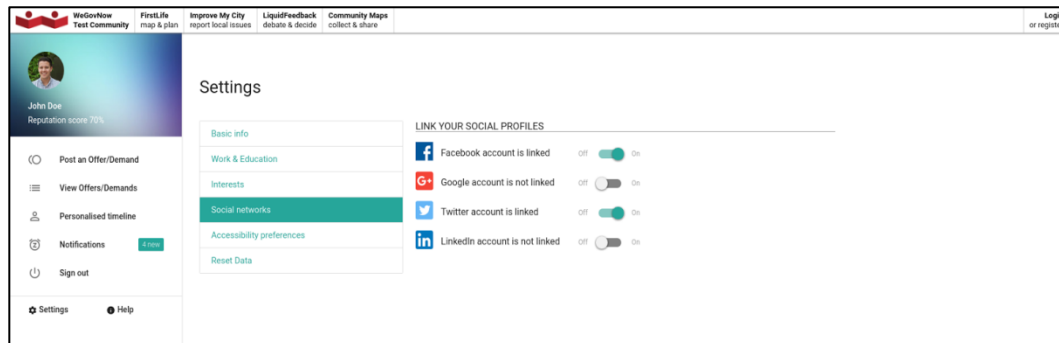 WeGovNow
Test Community
FirstLife
map & plan
Improve My City
report local issues
LiquidFeedback
debate & decide
Community Maps
collect & share
Logi
or registe
John Doe
Reputation score 70%
Post an Offer/Demand
View Offers/Demands
Personalised timeline
Notifications 4 new
Sign out
Settings Help
Settings
Basic info
Work & Education
Interests
Social networks
Accessibility preferences
Reset Data
LINK YOUR SOCIAL PROFILES
Facebook account is linked Off On
G+ Google account is not linked Off On
Twitter account is linked Off On
in LinkedIn account is not linked Off On